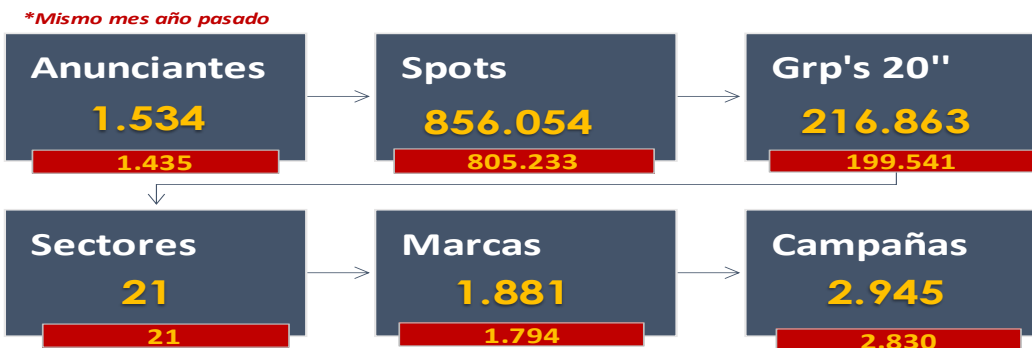 *Mismo mes año pasado
Anunciantes
1.534
1.435
Spots
856.054
805.233
Grp's 20''
216.863
199.541
Sectores
21
21
Marcas
1.881
1.794
Campañas
2.945
2.830